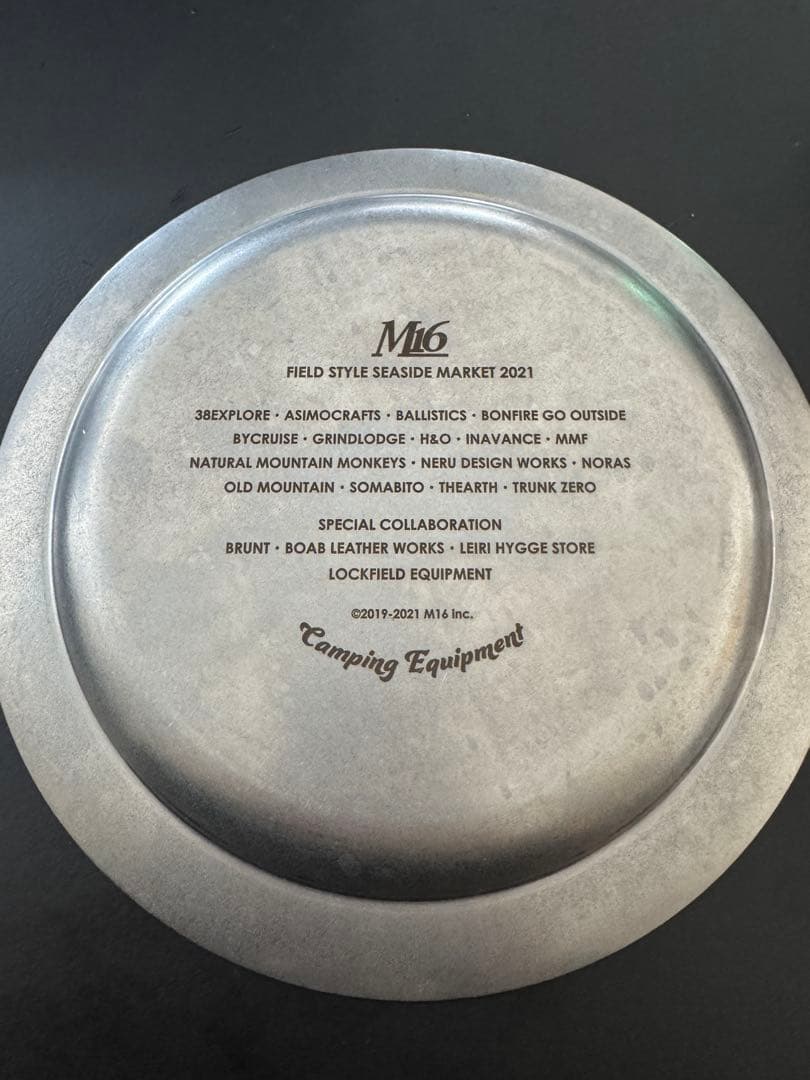 M16
FIELD STYLE SEASIDE MARKET 2021
38EXPLORE・ASIMOCRAFTS・BALLISTICS・BONFIRE GO OUTSIDE
BYCRUISE・GRINDLODGE・H&O・INAVANCE・MMF
NATURAL MOUNTAIN MONKEYS・NERU DESIGN WORKS・NORAS
OLD MOUNTAIN・SOMABITO・THEARTH・TRUNK ZERO
SPECIAL COLLABORATION
BRUNT・BOAB LEATHER WORKS・LEIRI HYGGE STORE
LOCKFIELD EQUIPMENT
©2019-2021 M16 inc.
Camping Equipment